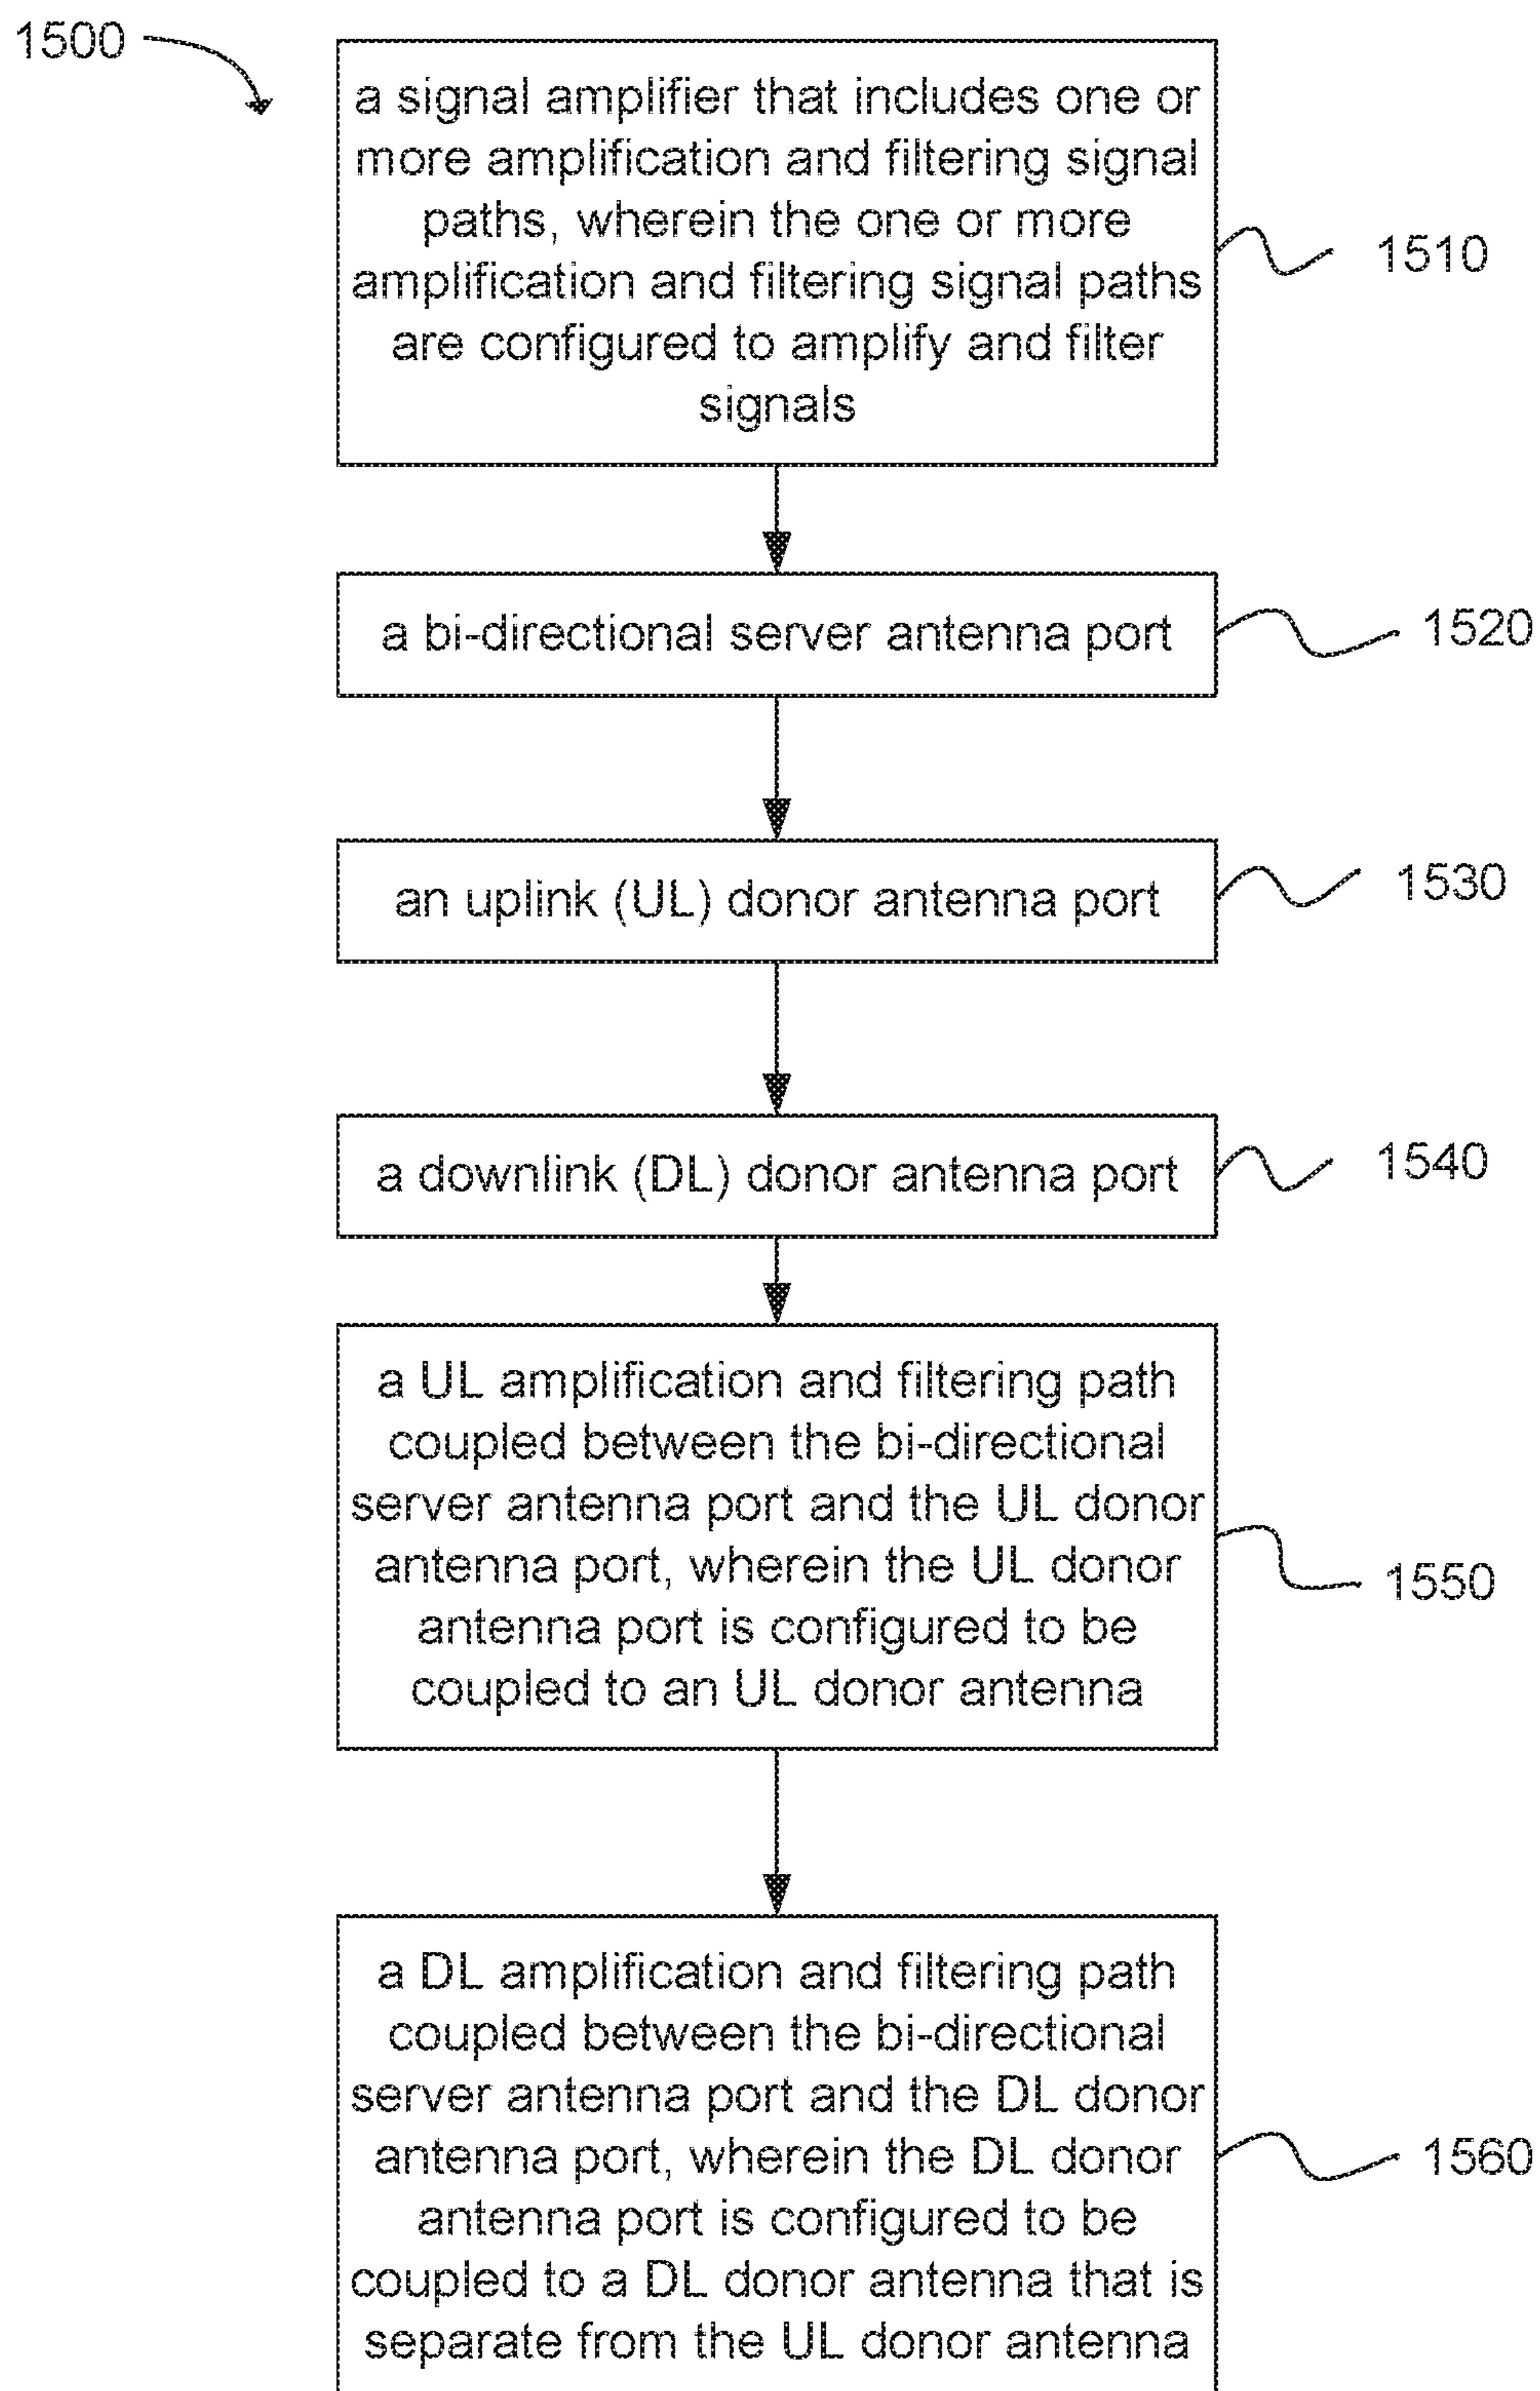 1500
a signal amplifier that includes one or
more amplification and filtering signal
paths, wherein the one or more
amplification and filtering signal paths
are configured to amplify and filter
signals
1510
a bi-directional server antenna port
1520
an uplink (UL) donor antenna port
1530
a downlink (DL) donor antenna port
1540
a UL amplification and filtering path
coupled between the bi-directional
server antenna port and the UL donor
antenna port, wherein the UL donor
antenna port is configured to be
coupled to an UL donor antenna
1550
a DL amplification and filtering path
coupled between the bi-directional
server antenna port and the DL donor
antenna port, wherein the DL donor
antenna port is configured to be
coupled to a DL donor antenna that is
separate from the UL donor antenna
1560